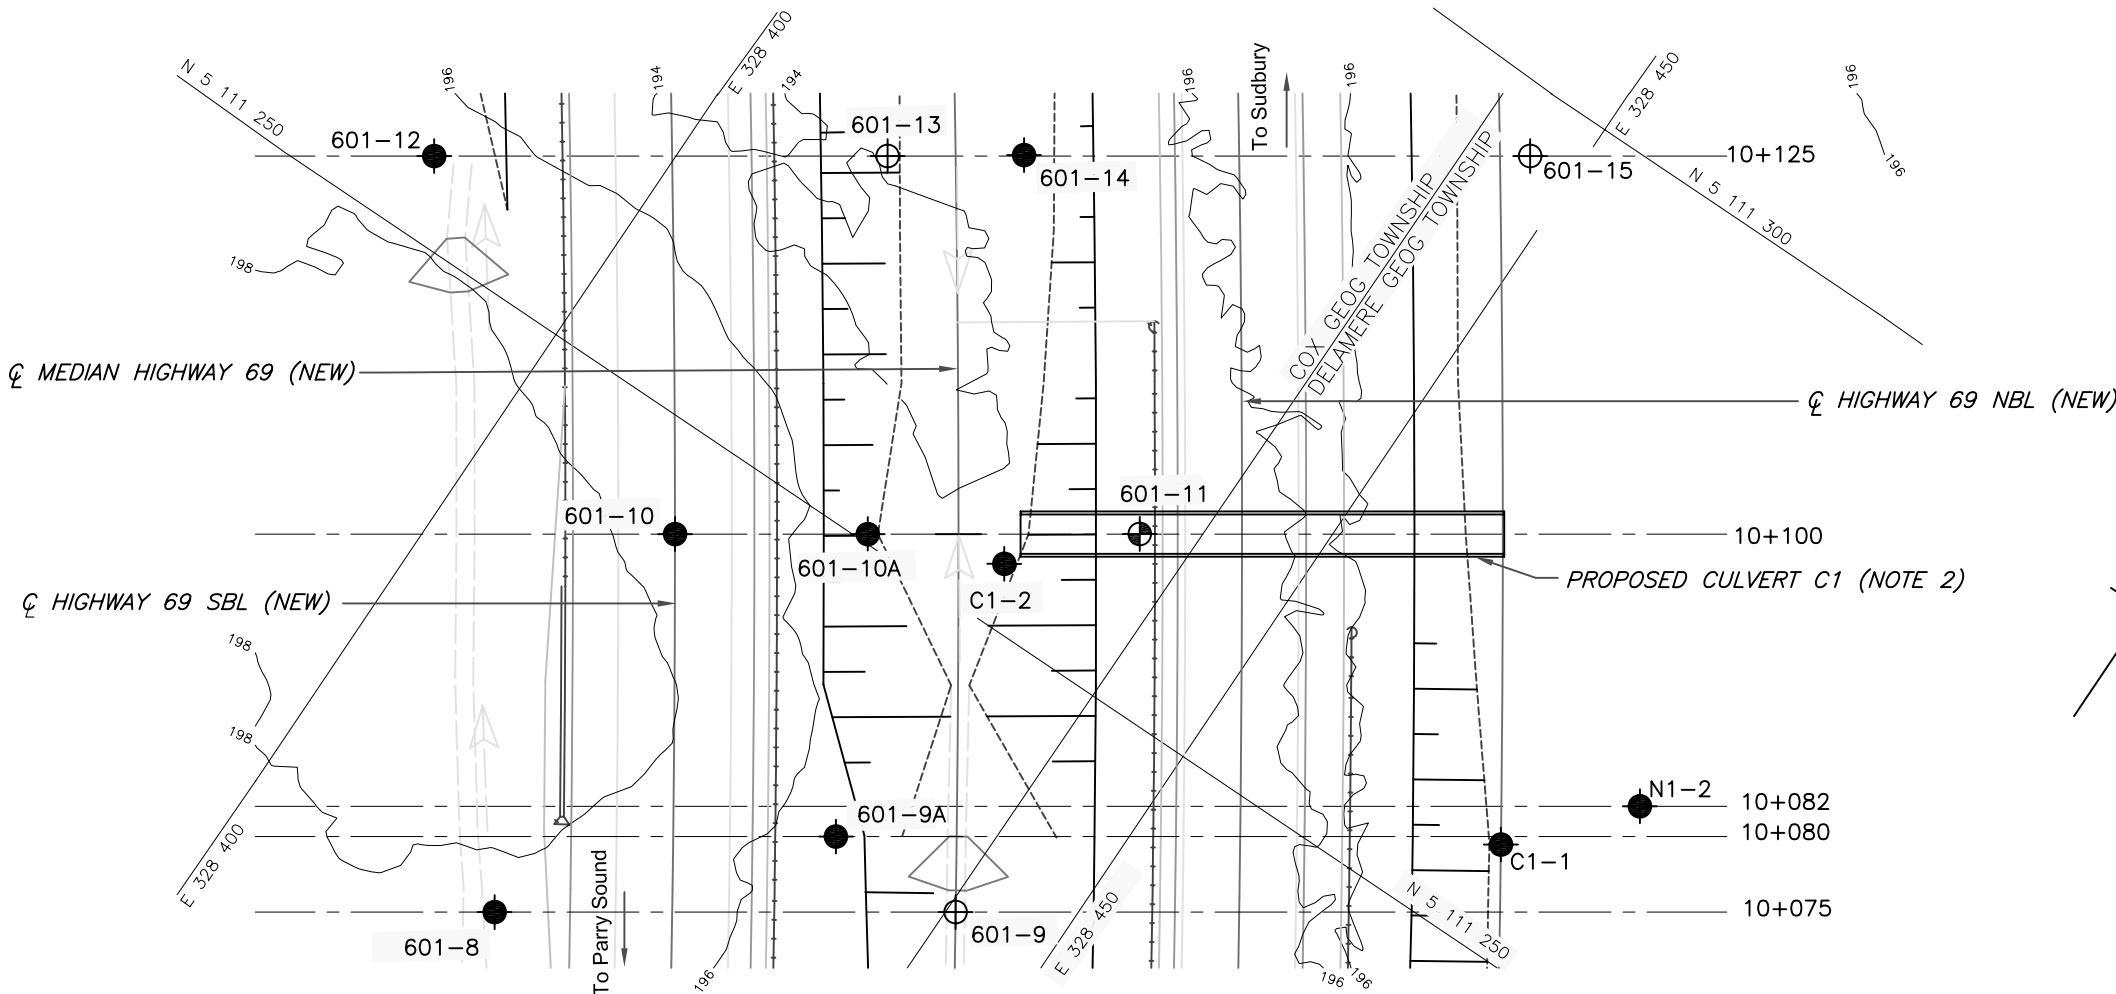 E 328 400
N 5 111 250
196
194
194
To Sudbury
196
196
E 328 450
196
196
601-12
601-13
601-14
601-15
10+125
N 5 111 300
COX GEOG TOWNSHIP
DELAMERE GEOG TOWNSHIP
198
℄ MEDIAN HIGHWAY 69 (NEW)
℄ HIGHWAY 69 NBL (NEW)
601-10
601-11
10+100
601-10A
C1-2
PROPOSED CULVERT C1 (NOTE 2)
℄ HIGHWAY 69 SBL (NEW)
198
198
N1-2
10+082
601-9A
10+080
C1-1
E 328 400
To Parry Sound
N 5 111 250
10+075
601-8
601-9
E 328 450
196
196
196